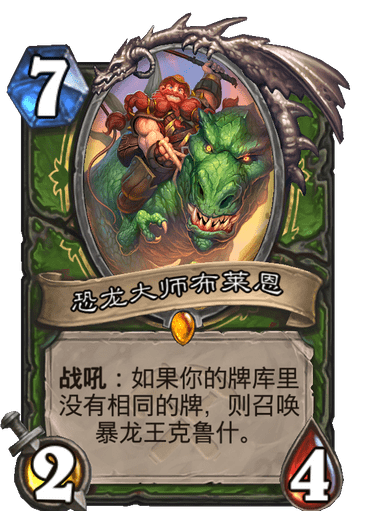 7
恐龙大师布莱恩
战吼：如果你的牌库里
没有相同的牌，则召唤
暴龙王克鲁什。
2
4